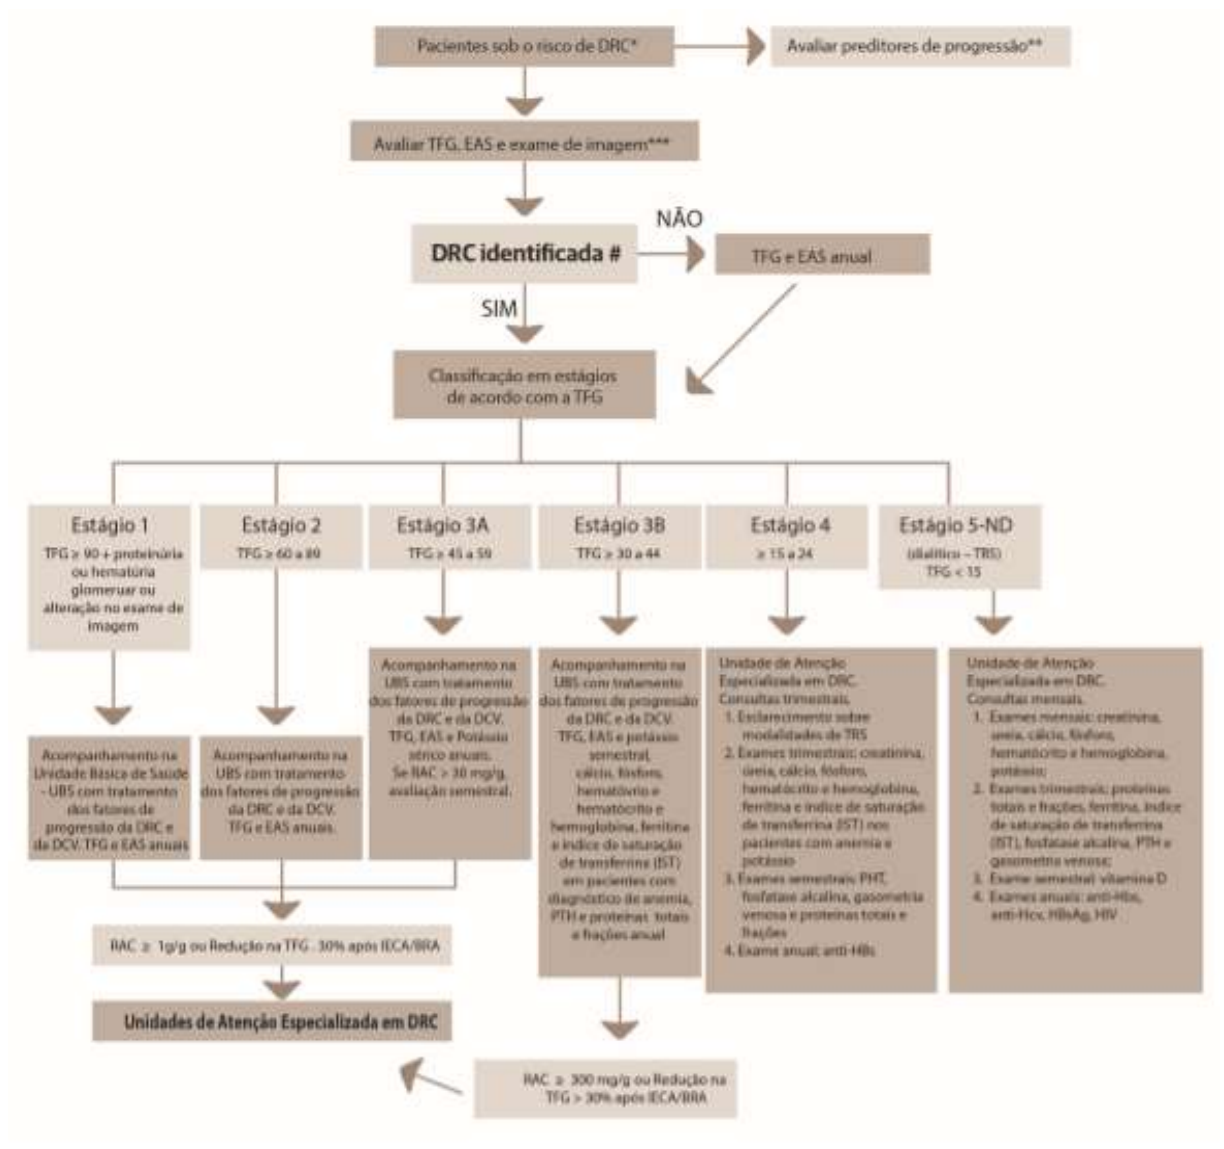 Pacientes sob o risco de DRC*
Avaliar preditores de progressão**
Avaliar TFG, EAS e exame de imagem***
NÃO
DRC identificada #
TFG e EAS anual
SIM
Classificação em estágios
de acordo com a TFG
Estágio 1
TFG ≥ 90 + proteinúria
ou hematúria
glomeruar ou
alteração no exame de
imagem
Estágio 2
TFG ≥ 60 a 89
Estágio 3A
TFG ≥ 45 a 59
Estágio 3B
TFG ≥ 30 a 44
Estágio 4
≥ 15 a 24
Estágio 5-ND
(dialítico – TRS)
TFG < 15
Acompanhamento na
Unidade Básica de Saúde
- UBS com tratamento
dos fatores de
progressão da DRC e
da DCV. TFG e EAS anuais
Acompanhamento na
UBS com tratamento
dos fatores de progressão
da DRC e da DCV.
TFG e EAS anuais.
Acompanhamento na
UBS com tratamento
dos fatores de progressão
da DRC e da DCV.
TFG, EAS e Potássio
sérico anuais.
Se RAC > 30 mg/g,
avaliação semestral.
Acompanhamento na
UBS com tratamento
dos fatores de progressão
da DRC e da DCV.
TFG, EAS e potássio
semestral,
cálcio, fósforo,
hematóvrio e
hematócrito e
hemoglobina, ferritina
e índice de saturação
de transferrina (IST)
em pacientes com
diagnóstico de anemia,
PTH e proteinas totais
e frações anual
Unidade de Atenção
Especializada em DRC.
Consultas trimestrais,
1. Esclarecimento sobre
modalidades de TRS
2. Exames trimestrais: creatinina,
úreia, cálcio, fósforo,
hematócrito e hemoglobina,
ferritina e índice de saturação
de transferrina (IST) nos
pacientes com anemia e
potássio
3. Exames semestrais: PHT,
fosfatase alcalina, gasometria
venosa e proteínas totais e
frações
4. Exame anual: anti-HBs
Unidade de Atenção
Especializada em DRC.
Consultas mensais.
1. Exames mensais: creatinina,
úreia, cálcio, fósforo,
hematócrito e hemoglobina,
potássio;
2. Exames trimestrais: proteínas
totais e frações, ferritina, índice
de saturação de transferrina
(IST), fosfatase alcalina, PTH e
gasometria venosa;
3. Exame semestral: vitamina D
4. Exames anuais: anti-Hbs,
anti-Hcv, HBsAg, HIV
RAC ≥ 1g/g ou Redução na TFG . 30% após IECA/BRA
Unidades de Atenção Especializada em DRC
RAC ≥ 300 mg/g ou Redução na
TFG > 30% após IECA/BRA